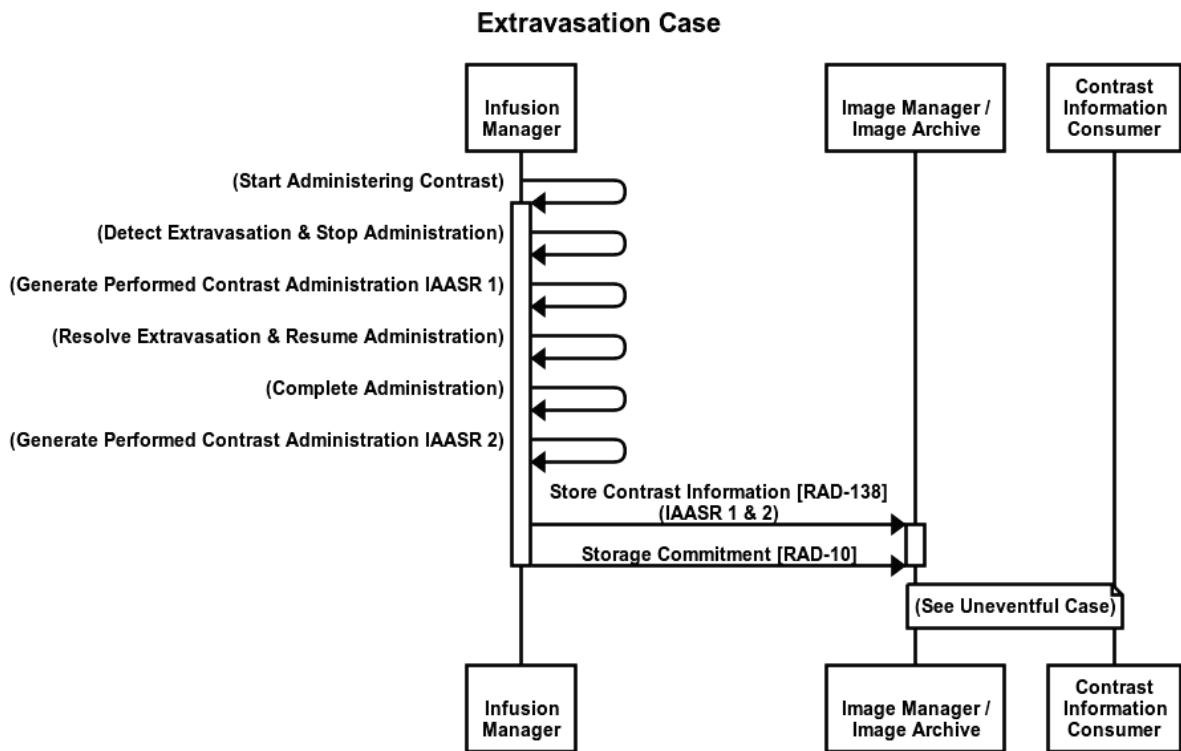 Extravasation Case
Infusion
Manager
Image Manager /
Image Archive
Contrast
Information
Consumer
(Start Administering Contrast)
(Detect Extravasation & Stop Administration)
(Generate Performed Contrast Administration IAASR 1)
(Resolve Extravasation & Resume Administration)
(Complete Administration)
(Generate Performed Contrast Administration IAASR 2)
Store Contrast Information [RAD-138]
(IAASR 1 & 2)
Storage Commitment [RAD-10]
(See Uneventful Case)
Infusion
Manager
Image Manager /
Image Archive
Contrast
Information
Consumer